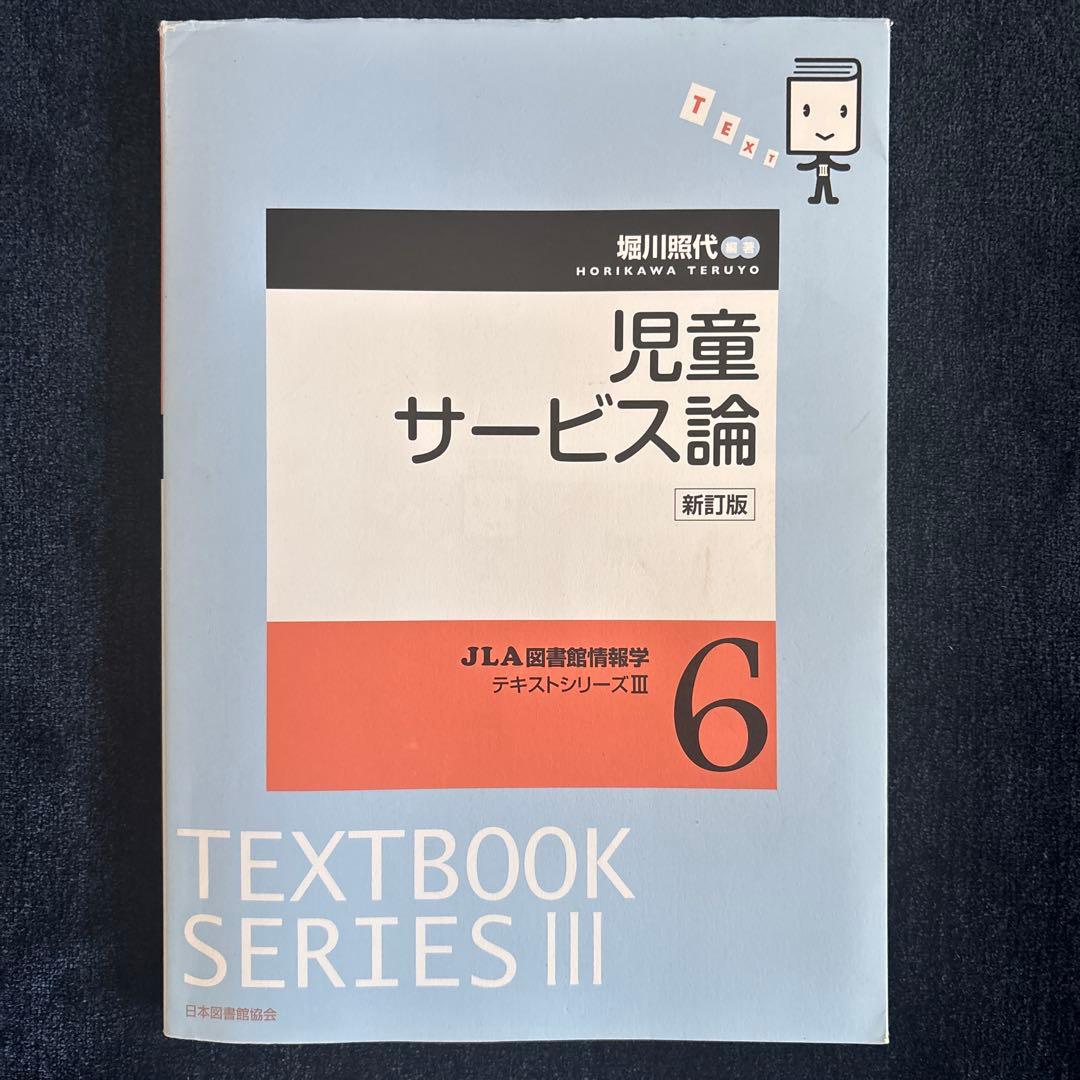 TEXT
III
堀川照代 編著
HORIKAWA TERUYO
児童
サービス論
新訂版
JLA図書館情報学
テキストシリーズIII
6
TEXTBOOK
SERIES III
日本図書館協会